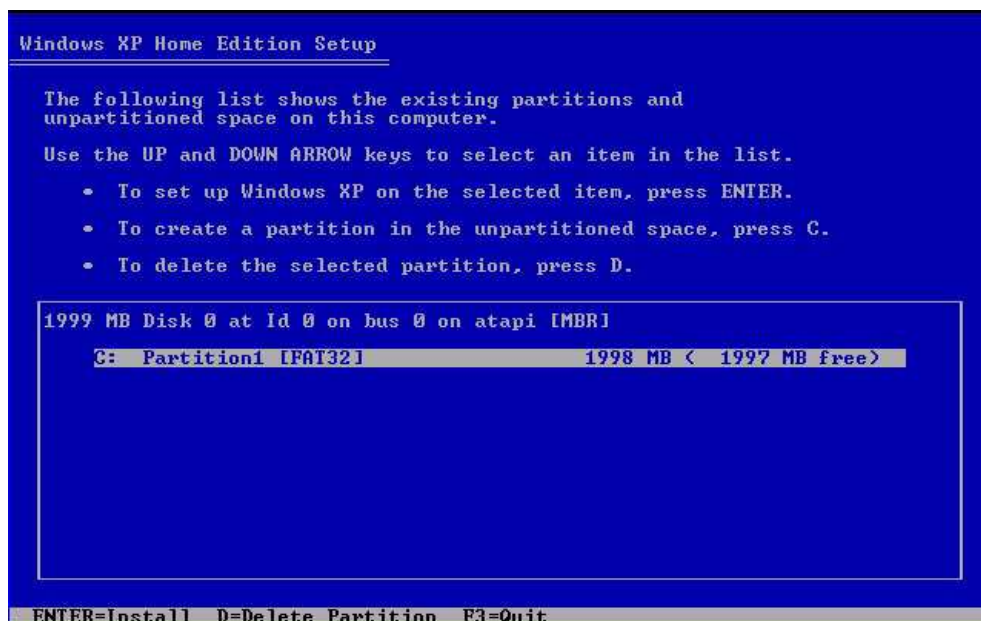 Windows XP Home Edition Setup
The following list shows the existing partitions and
unpartitioned space on this computer.
Use the UP and DOWN ARROW keys to select an item in the list.
• To set up Windows XP on the selected item, press ENTER.
• To create a partition in the unpartitioned space, press C.
• To delete the selected partition, press D.
1999 MB Disk 0 at Id 0 on bus 0 on atapi [MBR]
C: Partition1 [FAT32] 1998 MB ( 1997 MB free)
ENTER=Install D=Delete Partition F3=Quit